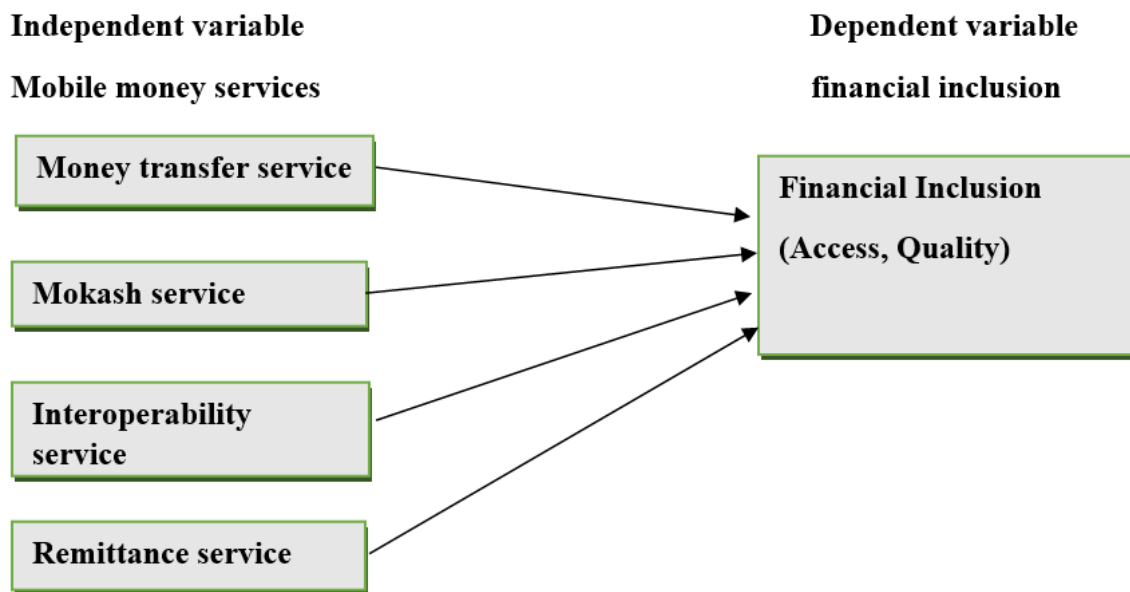 Independent variable
Mobile money services
Money transfer service
Mokash service
Interoperability
service
Remittance service
Dependent variable
financial inclusion
Financial Inclusion
(Access, Quality)